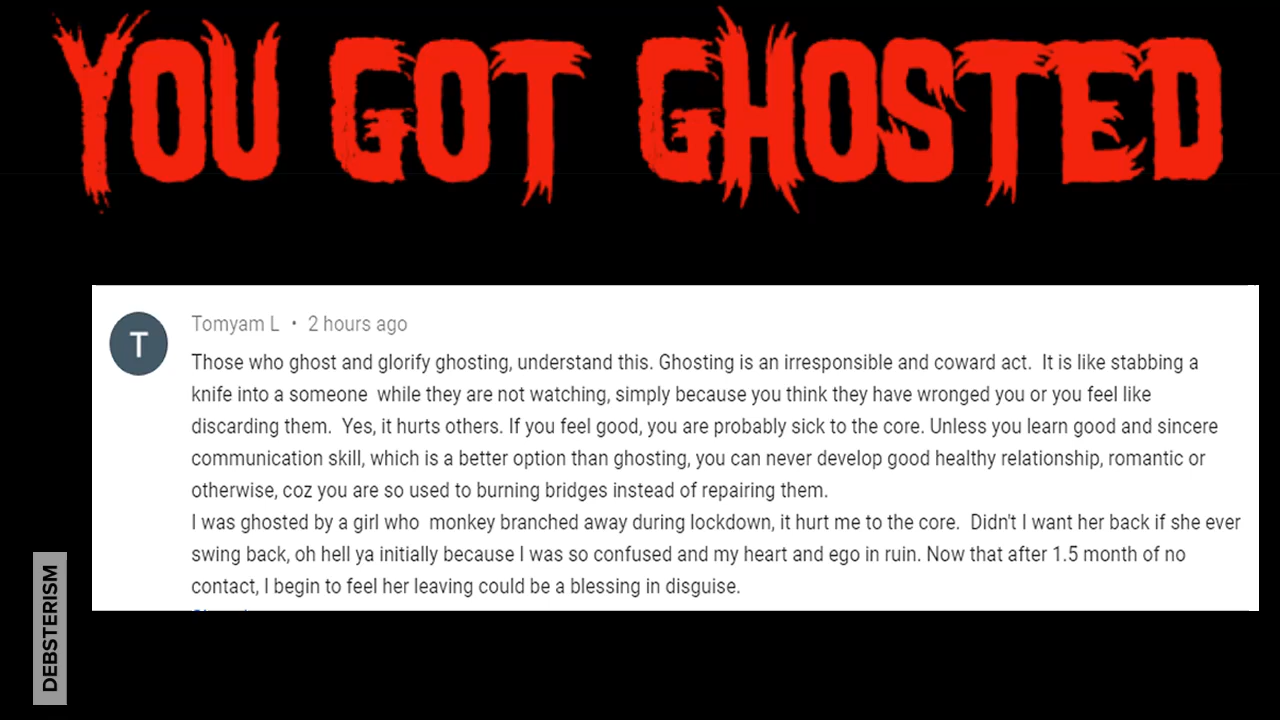 YOU GOT GHOSTED
T
Tomyam L • 2 hours ago
Those who ghost and glorify ghosting, understand this. Ghosting is an irresponsible and coward act.  It is like stabbing a
knife into a someone  while they are not watching, simply because you think they have wronged you or you feel like
discarding them.  Yes, it hurts others. If you feel good, you are probably sick to the core. Unless you learn good and sincere
communication skill, which is a better option than ghosting, you can never develop good healthy relationship, romantic or
otherwise, coz you are so used to burning bridges instead of repairing them.
I was ghosted by a girl who  monkey branched away during lockdown, it hurt me to the core.  Didn't I want her back if she ever
swing back, oh hell ya initially because I was so confused and my heart and ego in ruin. Now that after 1.5 month of no
contact, I begin to feel her leaving could be a blessing in disguise.
DEBSTERISM